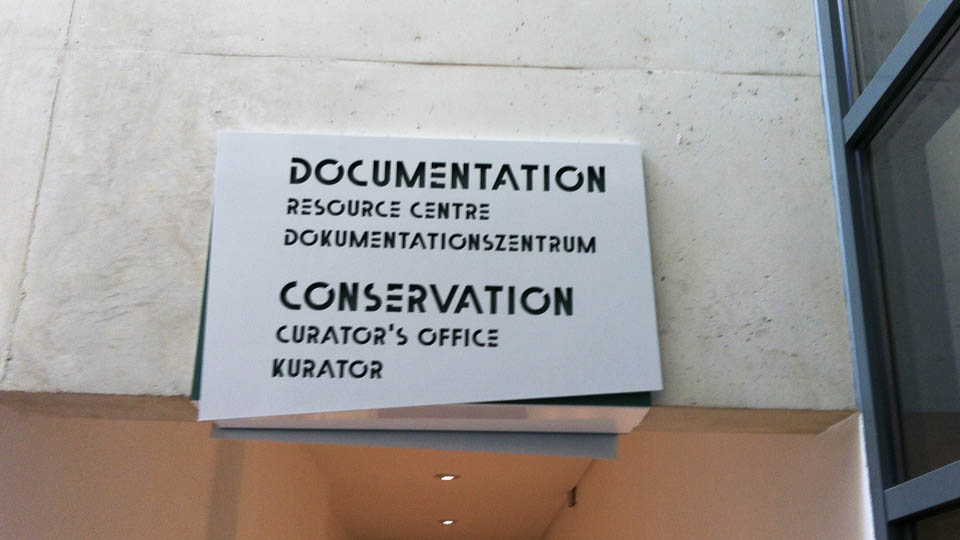 DOCUMENTATION
RESOURCE CENTRE
DOKUMENTATIONSZENTRUM
CONSERVATION
CURATOR'S OFFICE
KURATOR